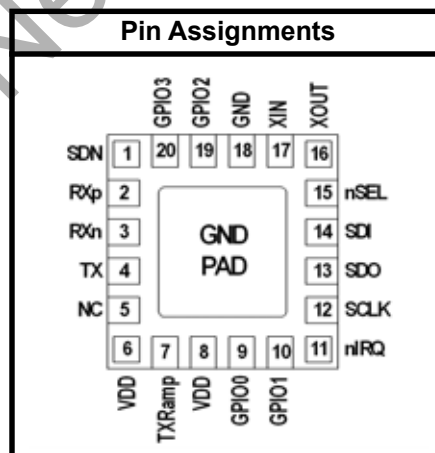 Pin Assignments
GPIO3
GPIO2
GND
XIN
XOUT
SDN 1 20 19 18 17 16
RXp 2 15 nSEL
RXn 3 GND 14 SDI
TX 4 PAD 13 SDO
NC 5 12 SCLK
6 7 8 9 10 11 nIRQ
VDD
TXRamp
VDD
GPIO0
GPIO1